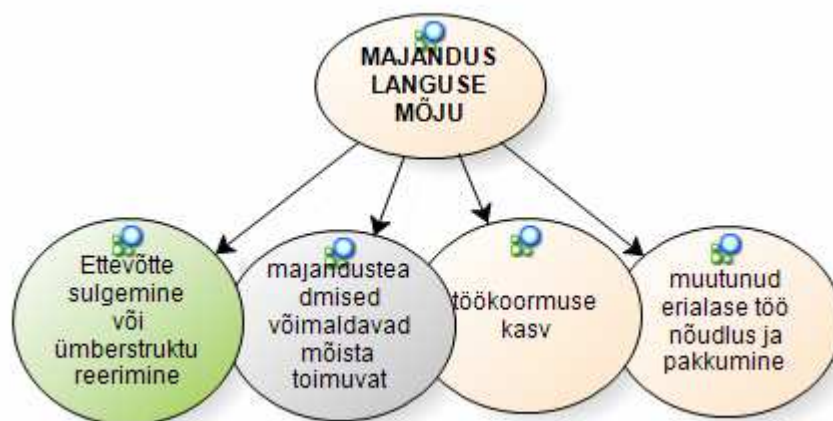 MAJANDUS
LANGUSE
MÕJU
Ettevõtte
sulgemine
või
ümberstruktu
reerimine
majandustea
dmised
võimaldavad
mõista
toimuvat
töökoormuse
kasv
muutunud
erialase töö
nõudlus ja
pakkumine